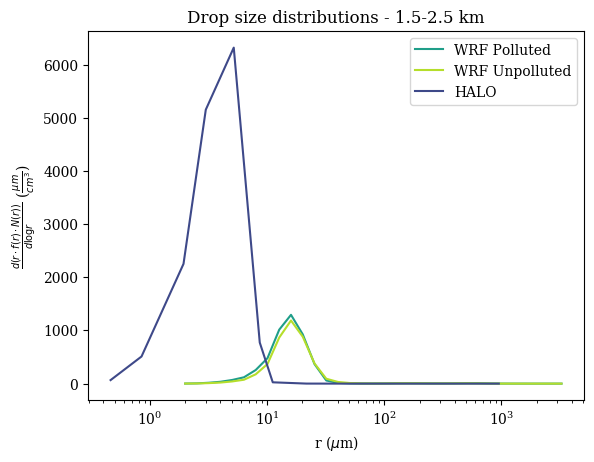 Drop size distributions - 1.5-2.5 km
WRF Polluted
WRF Unpolluted
HALO
6000
5000
4000
3000
2000
1000
0
d(r · f(r) · N(r)) / dlogr (μm / cm³)
10⁰ 10¹ 10² 10³
r (μm)